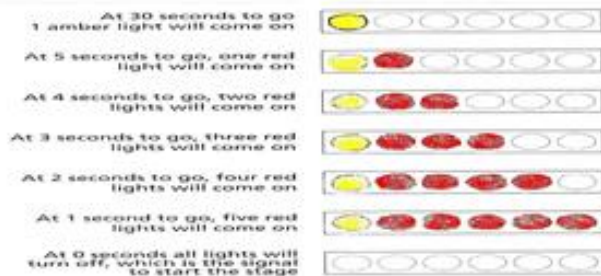 At 30 seconds to go
1 amber light will come on
At 5 seconds to go, one red
light will come on
At 4 seconds to go, two red
lights will come on
At 3 seconds to go, three red
lights will come on
At 2 seconds to go, four red
lights will come on
At 1 second to go, five red
lights will come on
At 0 seconds all lights will
turn off, which is the signal
to start the stage